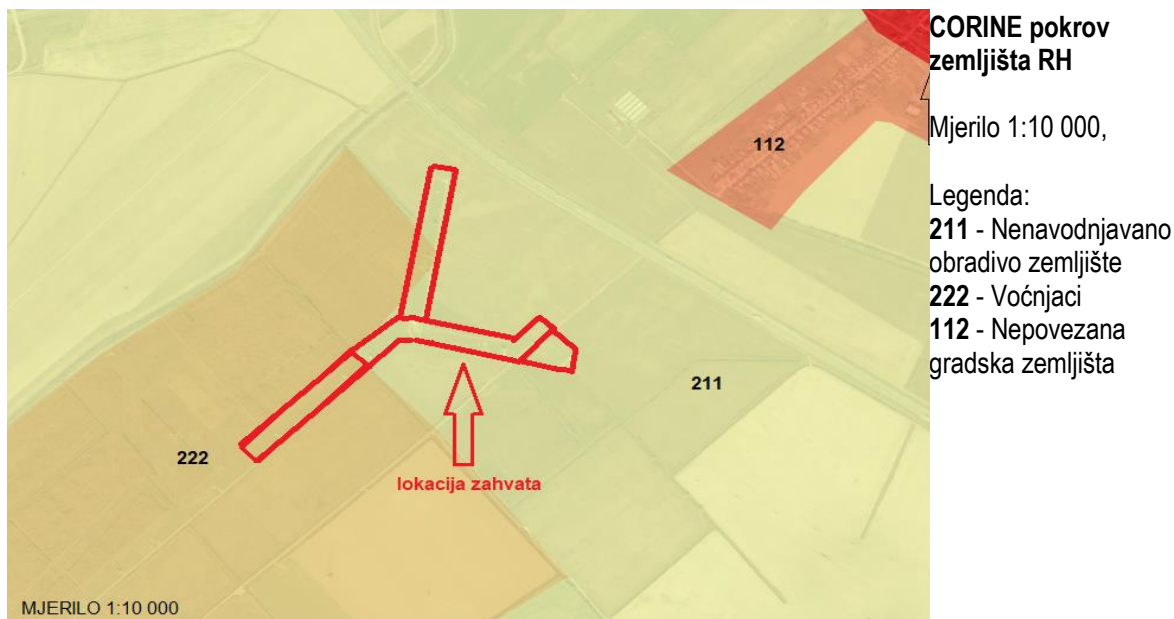 CORINE pokrov
zemljišta RH
Mjerilo 1:10 000,
Legenda:
211 - Nenavodnjavano
obradivo zemljište
222 - Voćnjaci
112 - Nepovezana
gradska zemljišta
112
211
222
lokacija zahvata
MJERILO 1:10 000